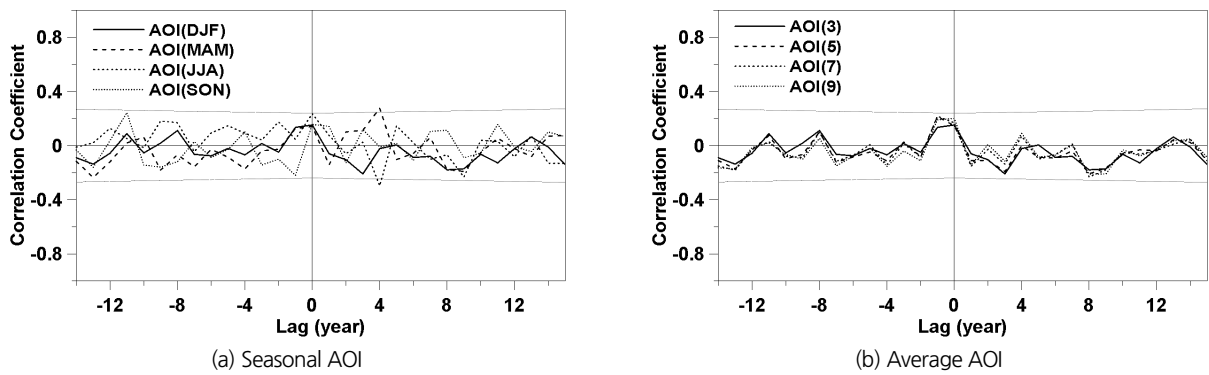 0.8
0.4
0
-0.4
-0.8
Correlation Coefficient
AOI(DJF)
AOI(MAM)
AOI(JJA)
AOI(SON)
-12 -8 -4 0 4 8 12
Lag (year)
(a) Seasonal AOI
0.8
0.4
0
-0.4
-0.8
Correlation Coefficient
AOI(3)
AOI(5)
AOI(7)
AOI(9)
-12 -8 -4 0 4 8 12
Lag (year)
(b) Average AOI